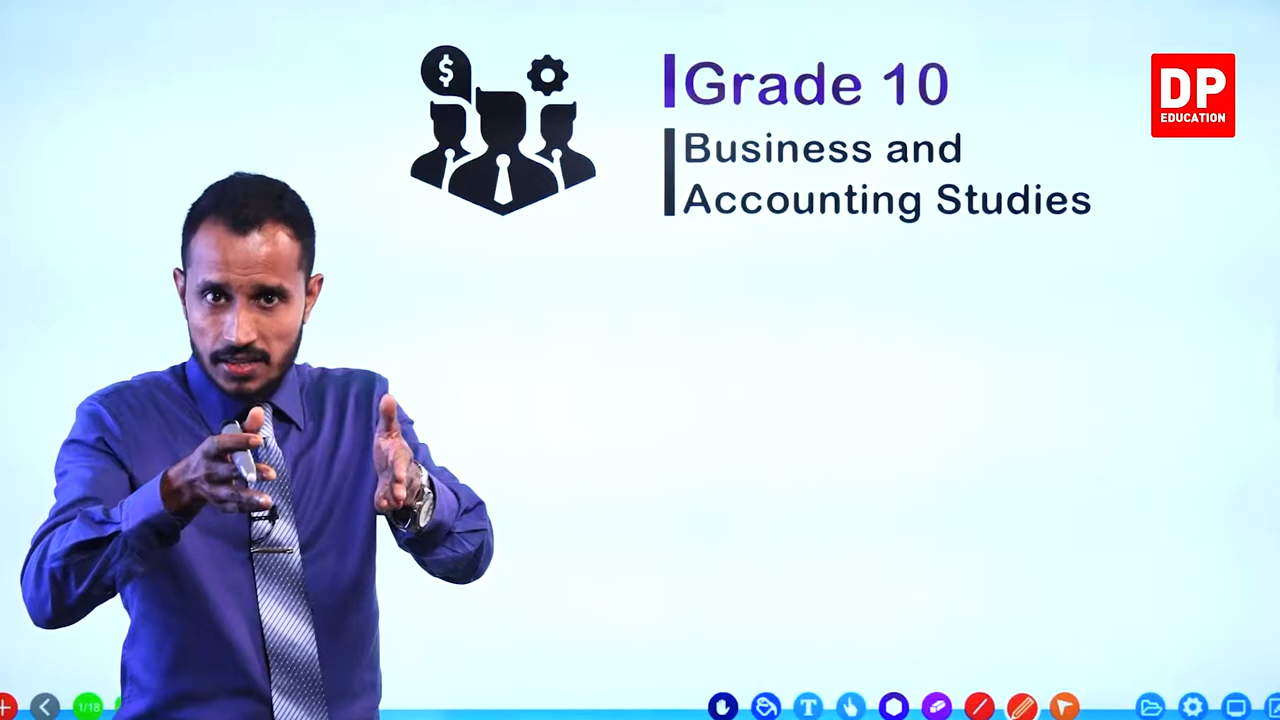 Grade 10
Business and
Accounting Studies
DP
EDUCATION
$
1/18
T